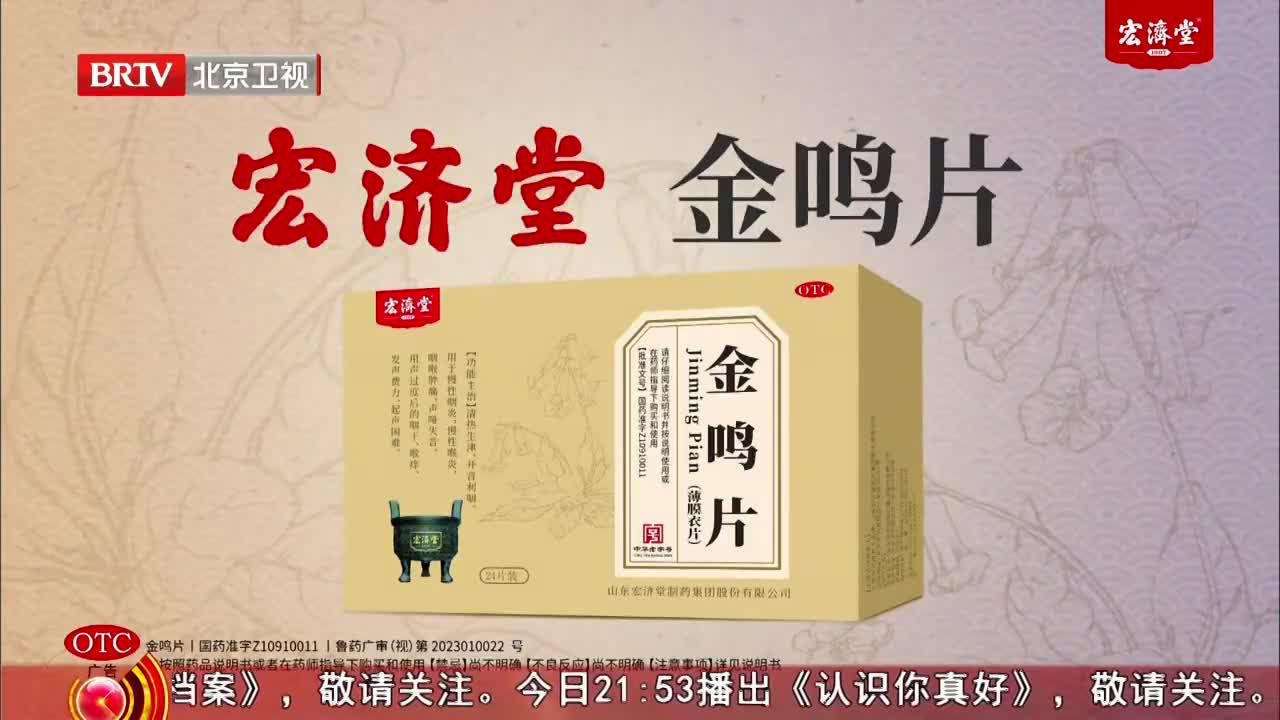 宏濟堂
1907
BRTV 北京卫视
宏济堂 金鸣片
宏濟堂
OTC
金鸣片
Jinming Pian (薄膜衣片)
请仔细阅读说明书并按说明使用或
在药师指导下购买和使用
【批准文号】国药准字Z10910011
中华老字号
【功能主治】清热生津、开音利咽。
用于慢性咽炎、慢性喉炎、
咽喉肿痛、声哑失音、
用声过度后的咽干、喉痒、
发声费力、起声困难。
宏濟堂
24片装
山东宏济堂制药集团股份有限公司
OTC
广告
金鸣片丨国药准字Z10910011丨鲁药广审(视)第 2023010022 号
按照药品说明书或者在药师指导下购买和使用【禁忌】尚不明确【不良反应】尚不明确【注意事项】详见说明书
当案》，敬请关注。今日21:53播出《认识你真好》，敬请关注。